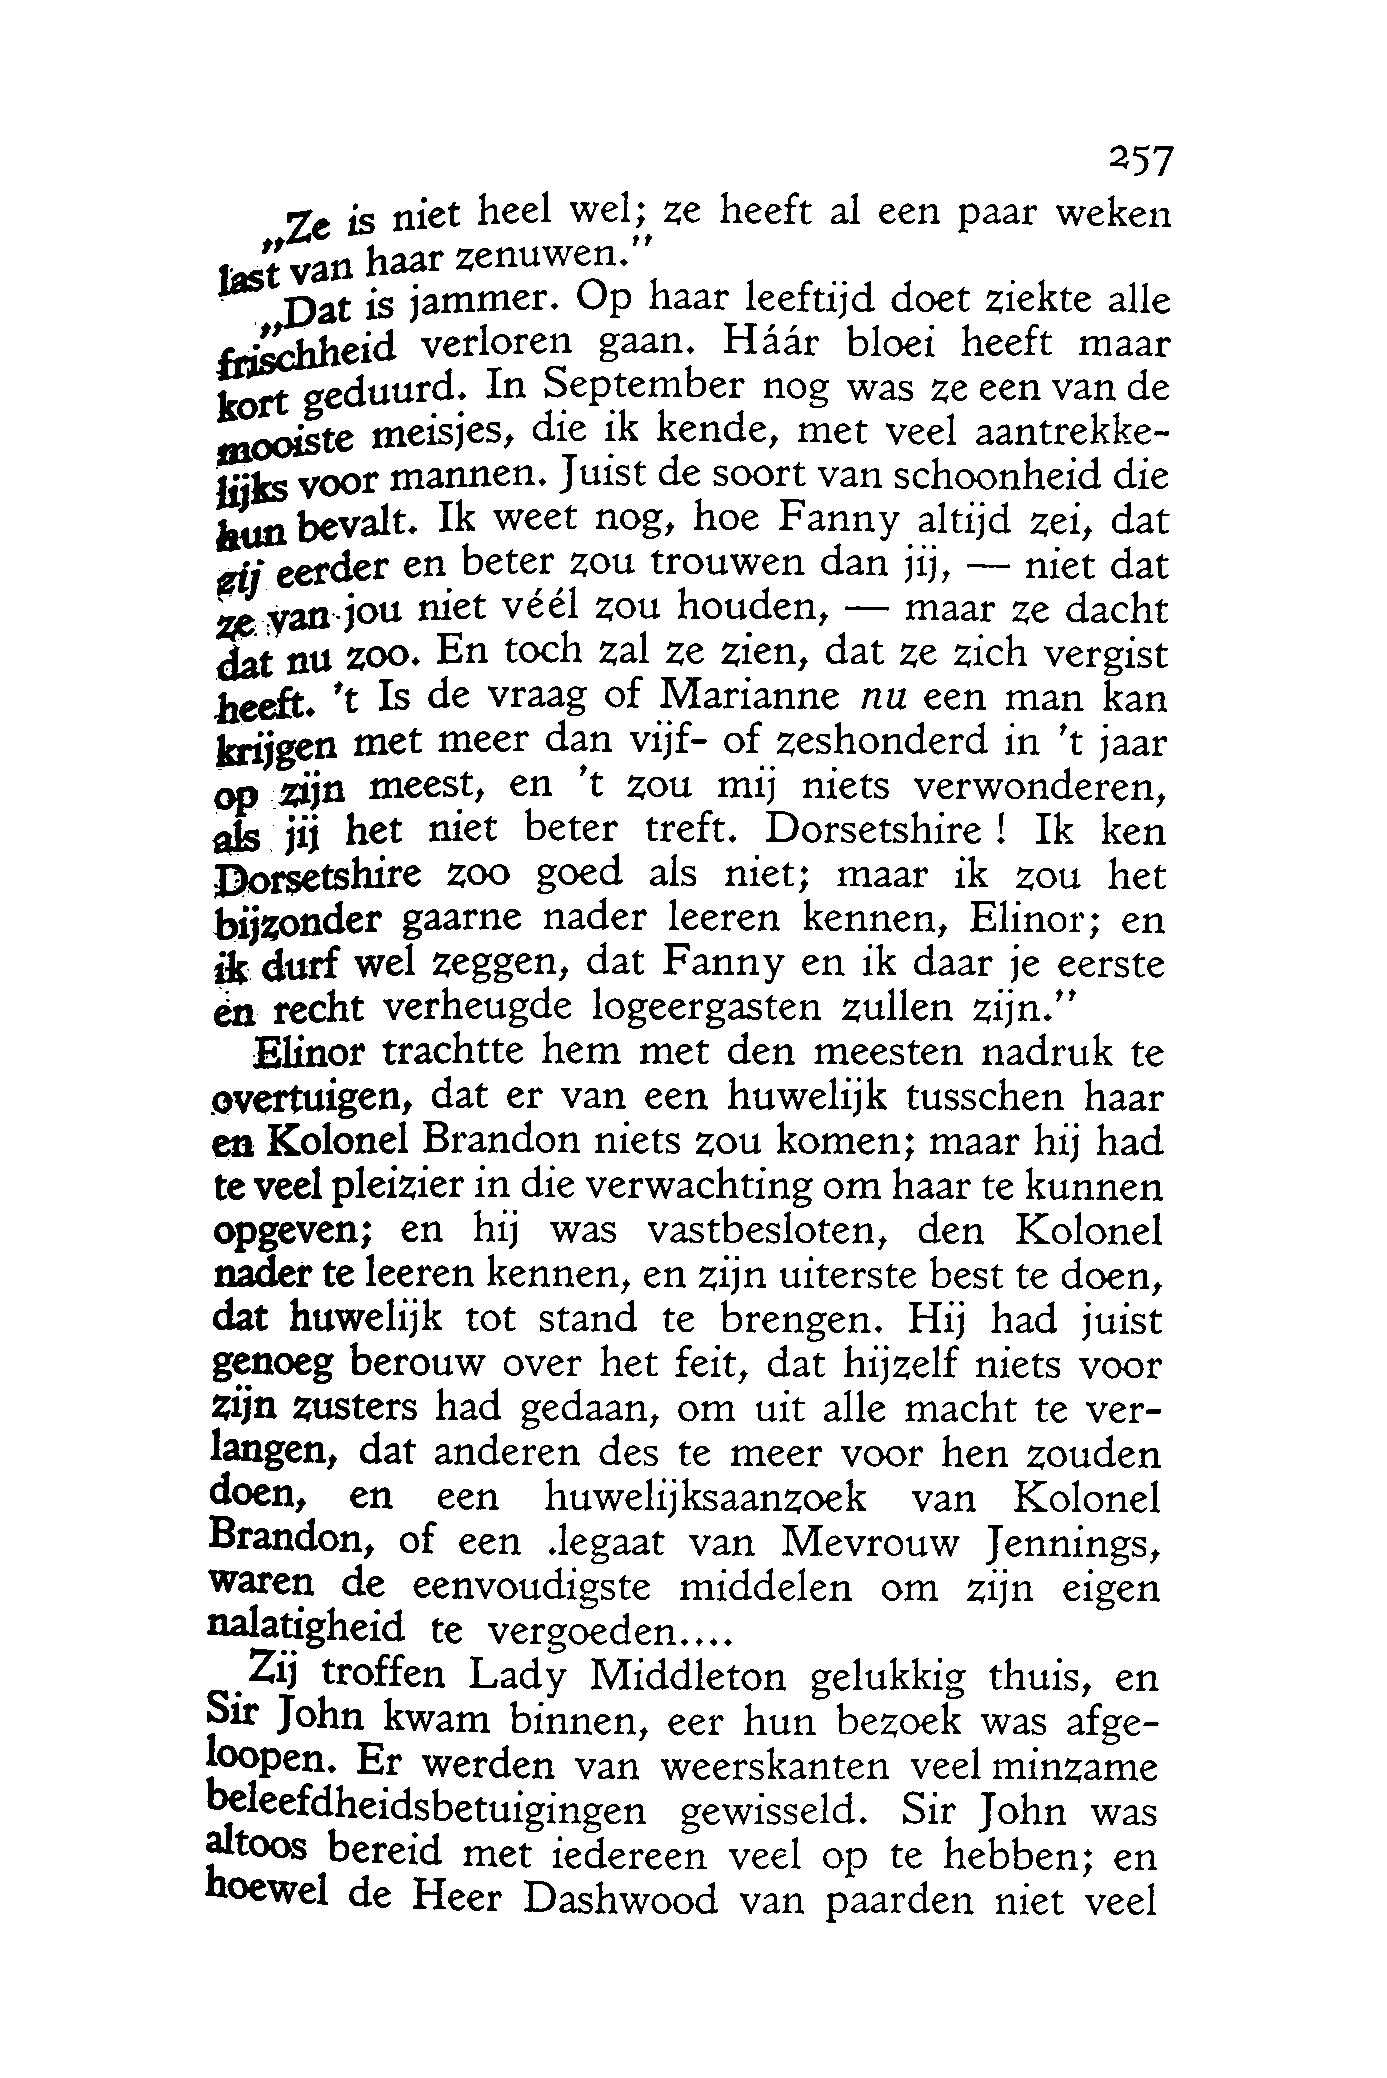 257
„Ze is niet heel wel; ze heeft al een paar weken
last van haar zenuwen.”
„Dat is jammer. Op haar leeftijd doet ziekte alle
frischheid verloren gaan. Háár bloei heeft maar
kort geduurd. In September nog was ze een van de
mooiste meisjes, die ik kende, met veel aantrekke-
lijks voor mannen. Juist de soort van schoonheid die
hun bevalt. Ik weet nog, hoe Fanny altijd zei, dat
zij eerder en beter zou trouwen dan jij, — niet dat
ze van jou niet véél zou houden, — maar ze dacht
dat nu zoo. En toch zal ze zien, dat ze zich vergist
heeft. 't Is de vraag of Marianne nu een man kan
krijgen met meer dan vijf- of zeshonderd in 't jaar
op zijn meest, en 't zou mij niets verwonderen,
als jij het niet beter treft. Dorsetshire! Ik ken
Dorsetshire zoo goed als niet; maar ik zou het
bijzonder gaarne nader leeren kennen, Elinor; en
ik durf wel zeggen, dat Fanny en ik daar je eerste
en recht verheugde logeergasten zullen zijn.”
Elinor trachtte hem met den meesten nadruk te
overtuigen, dat er van een huwelijk tusschen haar
en Kolonel Brandon niets zou komen; maar hij had
te veel pleizier in die verwachting om haar te kunnen
opgeven; en hij was vastbesloten, den Kolonel
nader te leeren kennen, en zijn uiterste best te doen,
dat huwelijk tot stand te brengen. Hij had juist
genoeg berouw over het feit, dat hijzelf niets voor
zijn zusters had gedaan, om uit alle macht te ver-
langen, dat anderen des te meer voor hen zouden
doen, en een huwelijksaanzoek van Kolonel
Brandon, of een .legaat van Mevrouw Jennings,
waren de eenvoudigste middelen om zijn eigen
nalatigheid te vergoeden....
Zij troffen Lady Middleton gelukkig thuis, en
Sir John kwam binnen, eer hun bezoek was afge-
loopen. Er werden van weerskanten veel minzame
beleefdheidsbetuigingen gewisseld. Sir John was
altoos bereid met iedereen veel op te hebben; en
hoewel de Heer Dashwood van paarden niet veel